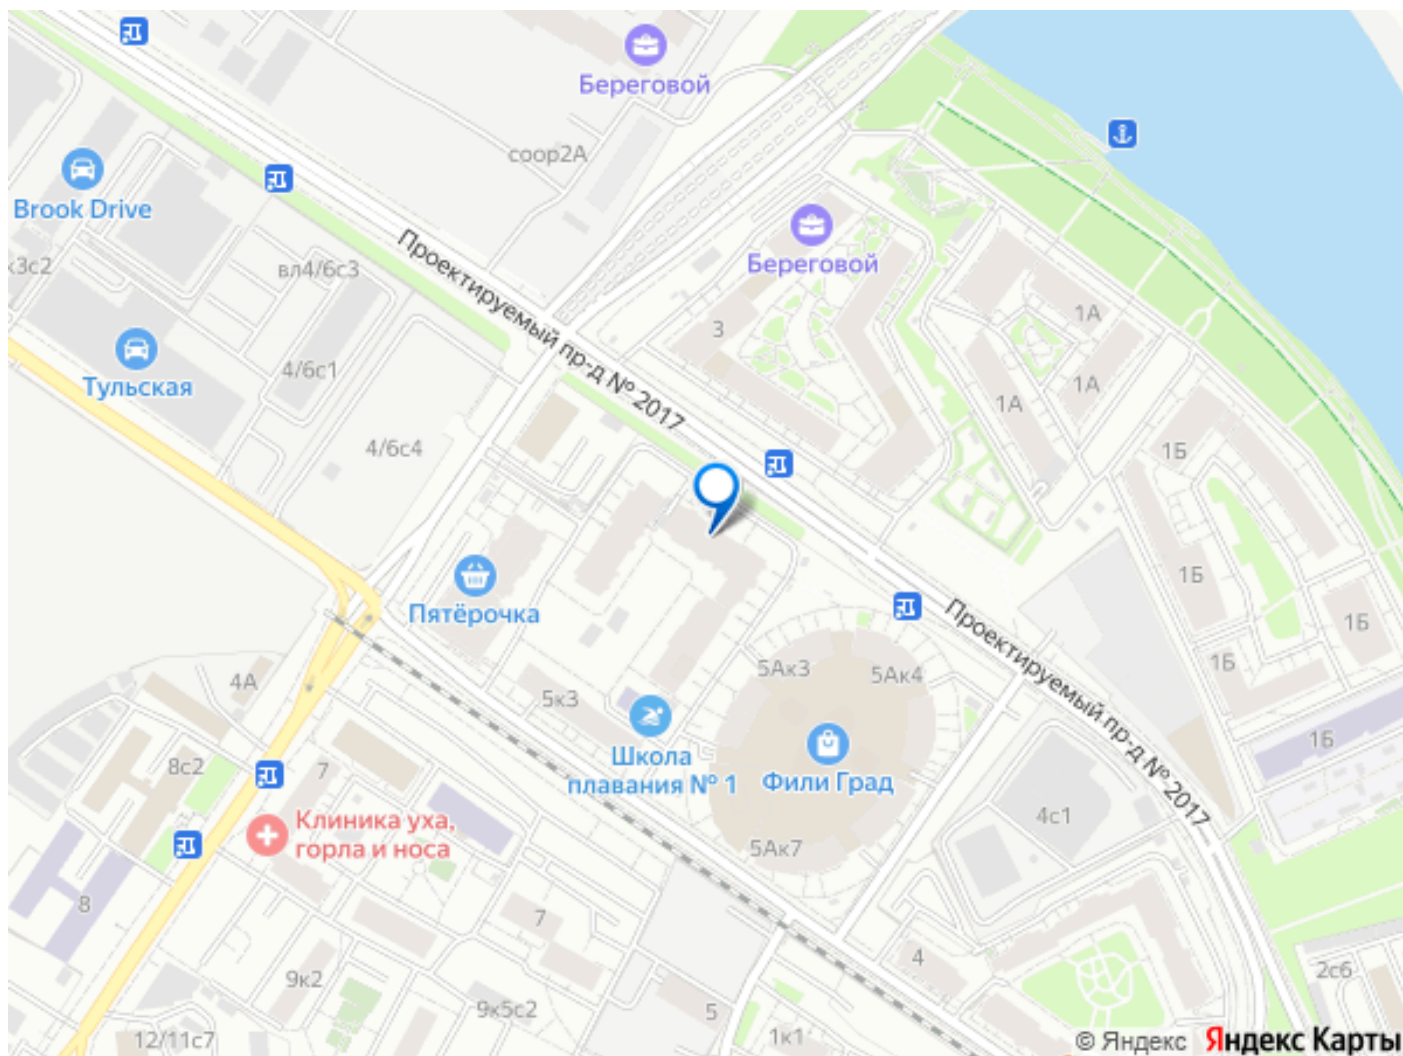 Береговой
соор2А
Brook Drive
к3с2
вл4/6с3
Проектируемый пр-д № 2017
Береговой
3
1А
1А
1А
Тульская
4/6с1
4/6с4
1Б
1Б
1Б
1Б
Пятёрочка
Проектируемый пр-д № 2017
5Ак3
5Ак4
4А
5к3
Школа
плавания № 1
Фили Град
1Б
8с2
7
Клиника уха,
горла и носа
4с1
5Ак7
8
7
4
9к2
9к5с2
5
2с6
12/11с7
1к1
© Яндекс Яндекс Карты